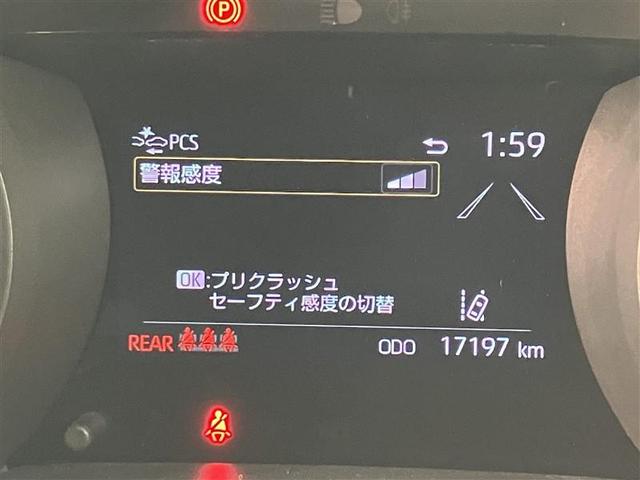 P
PCS
1:59
警報感度
OK:プリクラッシュ
セーフティ感度の切替
REAR
ODO 17197 km